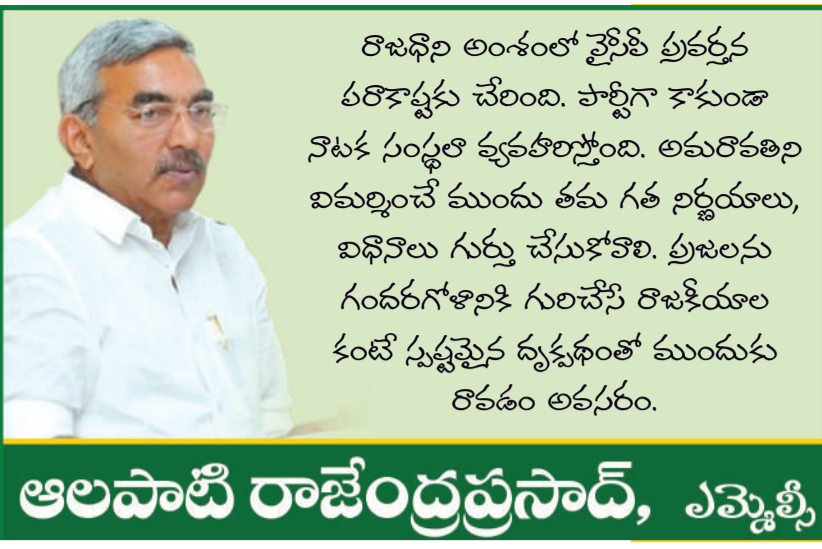 రాజధాని అంశంలో వైసీపీ ప్రవర్తన
పరాకాష్టకు చేరింది. పార్టీగా కాకుండా
నాటక సంస్థలా వ్యవహరిస్తోంది. అమరావతిని
విమర్శించే ముందు తమ గత నిర్ణయాలు,
విధానాలు గుర్తు చేసుకోవాలి. ప్రజలను
గందరగోళానికి గురిచేసే రాజకీయాల
కంటే స్పష్టమైన దృక్పథంతో ముందుకు
రావడం అవసరం.
ఆలపాటి రాజేంద్రప్రసాద్, ఎమ్మెల్సీ